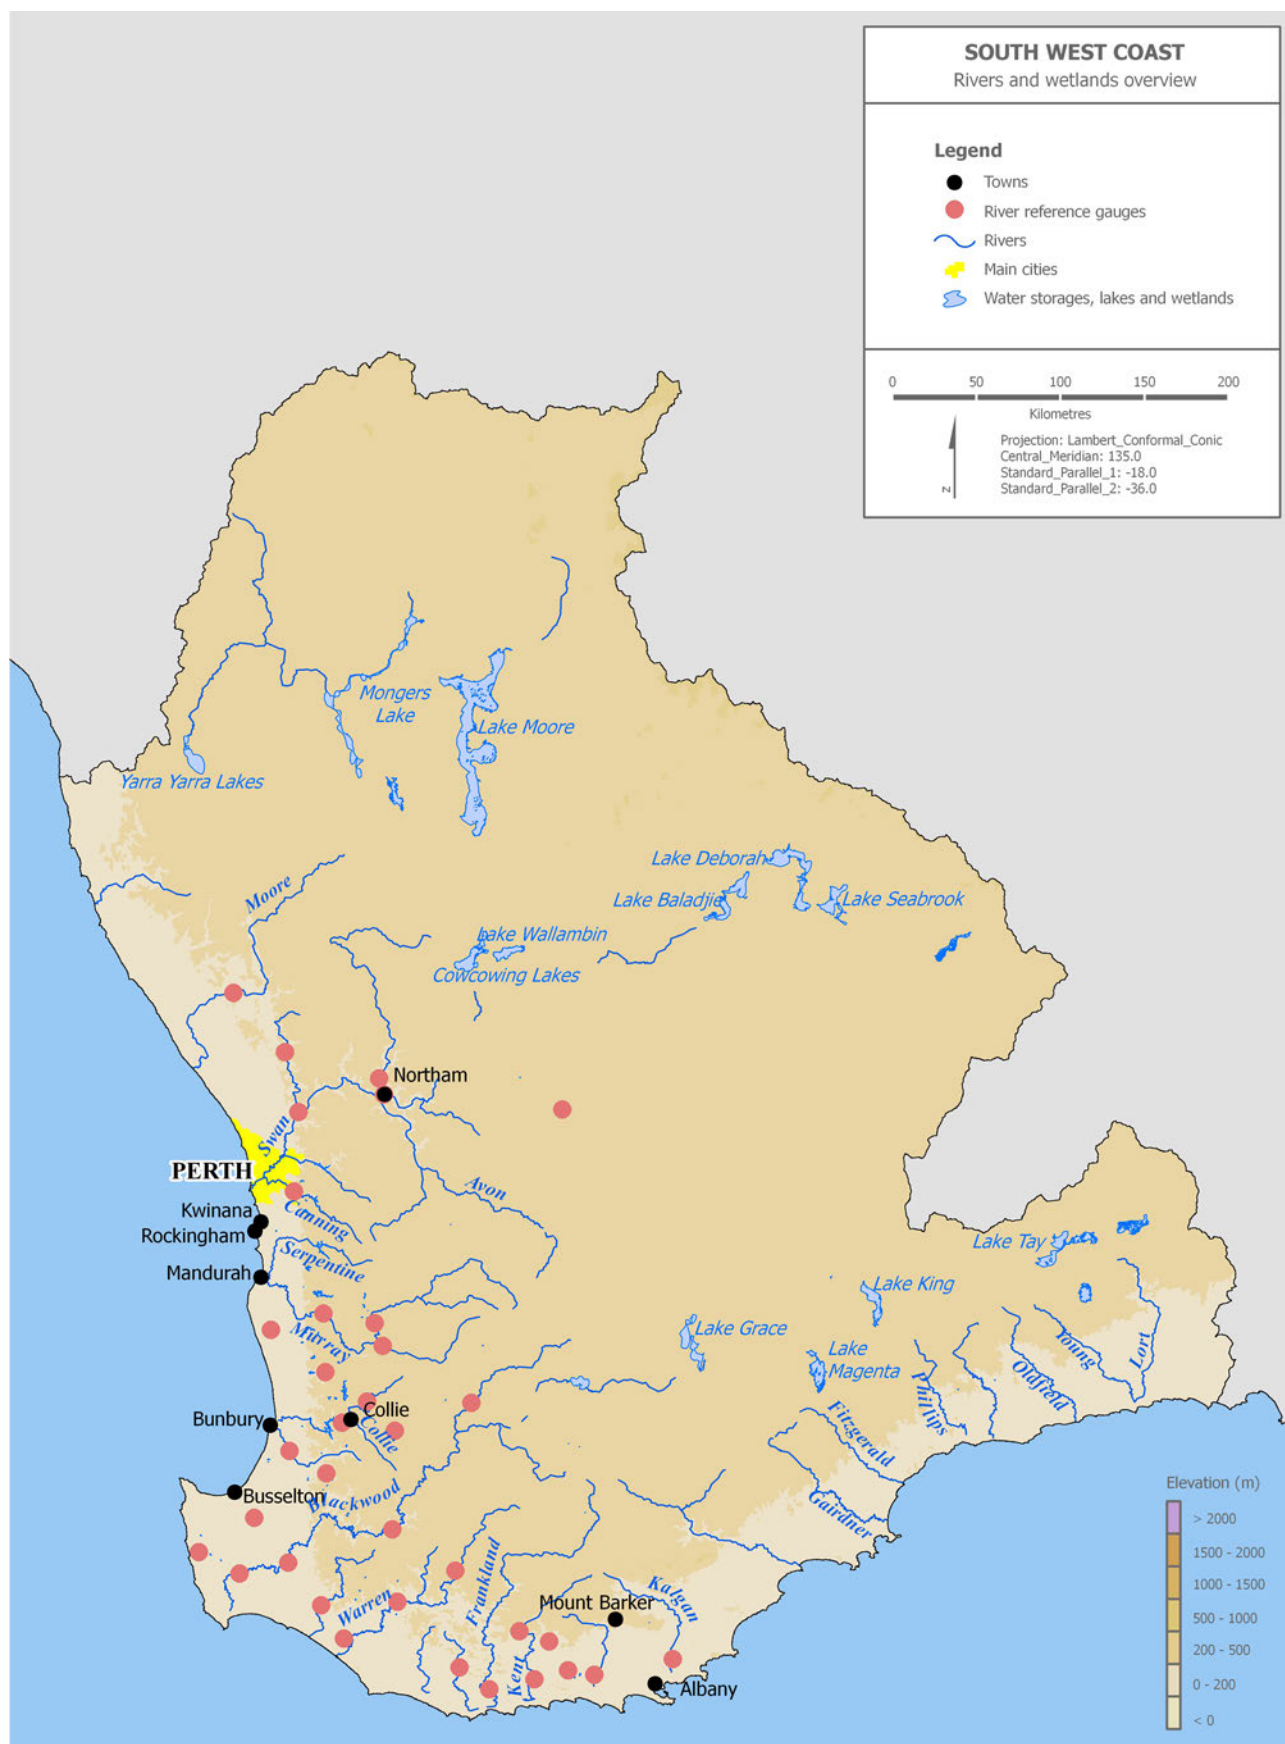 SOUTH WEST COAST
Rivers and wetlands overview
Legend
Towns
River reference gauges
Rivers
Main cities
Water storages, lakes and wetlands
0 50 100 150 200
Kilometres
Projection: Lambert_Conformal_Conic
Central_Meridian: 135.0
Standard_Parallel_1: -18.0
Standard_Parallel_2: -36.0
N
Mongers
Lake
Lake Moore
Yarra Yarra Lakes
Lake Deborah
Moore
Lake Baladjie
Lake Seabrook
Lake Wallambin
Cowcowing Lakes
Northam
Swan
PERTH
Avon
Canning
Kwinana
Rockingham
Serpentine
Lake Tay
Mandurah
Lake King
Murray
Lake Grace
Lake
Magenta
Young
Lort
Oldfield
Phillips
Collie
Bunbury
Collie
Fitzgerald
Busselton
Blackwood
Gairdner
Frankland
Kalgan
Mount Barker
Warren
Kent
Albany
Elevation (m)
> 2000
1500 - 2000
1000 - 1500
500 - 1000
200 - 500
0 - 200
< 0